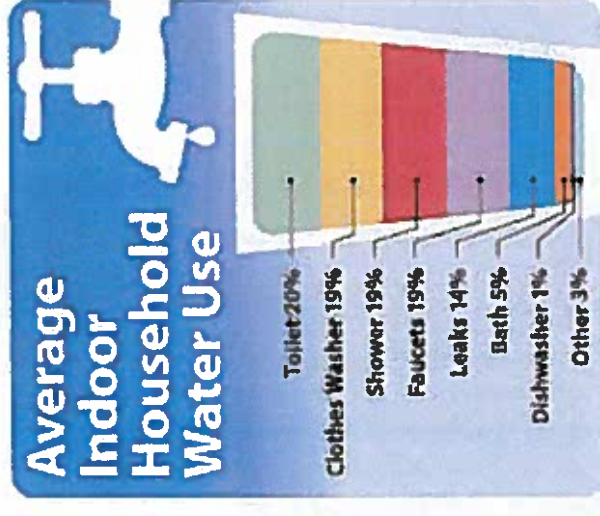 Average
Indoor
Household
Water Use
Toilet 20%
Clothes Washer 19%
Shower 19%
Faucets 19%
Leaks 14%
Bath 5%
Dishwasher 1%
Other 3%